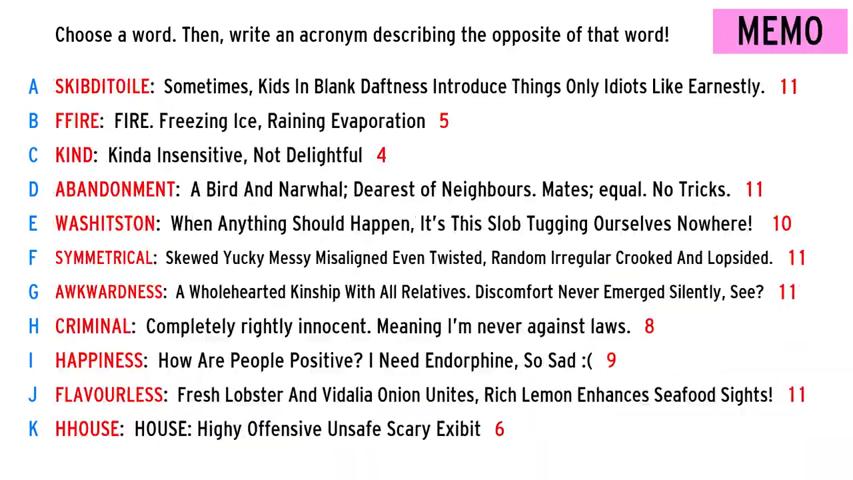 Choose a word. Then, write an acronym describing the opposite of that word!
MEMO
A SKIBDITOILE: Sometimes, Kids In Blank Daftness Introduce Things Only Idiots Like Earnestly. 11
B FFIRE: FIRE. Freezing Ice, Raining Evaporation 5
C KIND: Kinda Insensitive, Not Delightful 4
D ABANDONMENT: A Bird And Narwhal; Dearest of Neighbours. Mates; equal. No Tricks. 11
E WASHITSTON: When Anything Should Happen, It's This Slob Tugging Ourselves Nowhere! 10
F SYMMETRICAL: Skewed Yucky Messy Misaligned Even Twisted, Random Irregular Crooked And Lopsided. 11
G AWKWARDNESS: A Wholehearted Kinship With All Relatives. Discomfort Never Emerged Silently, See? 11
H CRIMINAL: Completely rightly innocent. Meaning I'm never against laws. 8
I HAPPINESS: How Are People Positive? I Need Endorphine, So Sad :( 9
J FLAVOURLESS: Fresh Lobster And Vidalia Onion Unites, Rich Lemon Enhances Seafood Sights! 11
K HHOUSE: HOUSE: Highy Offensive Unsafe Scary Exibit 6